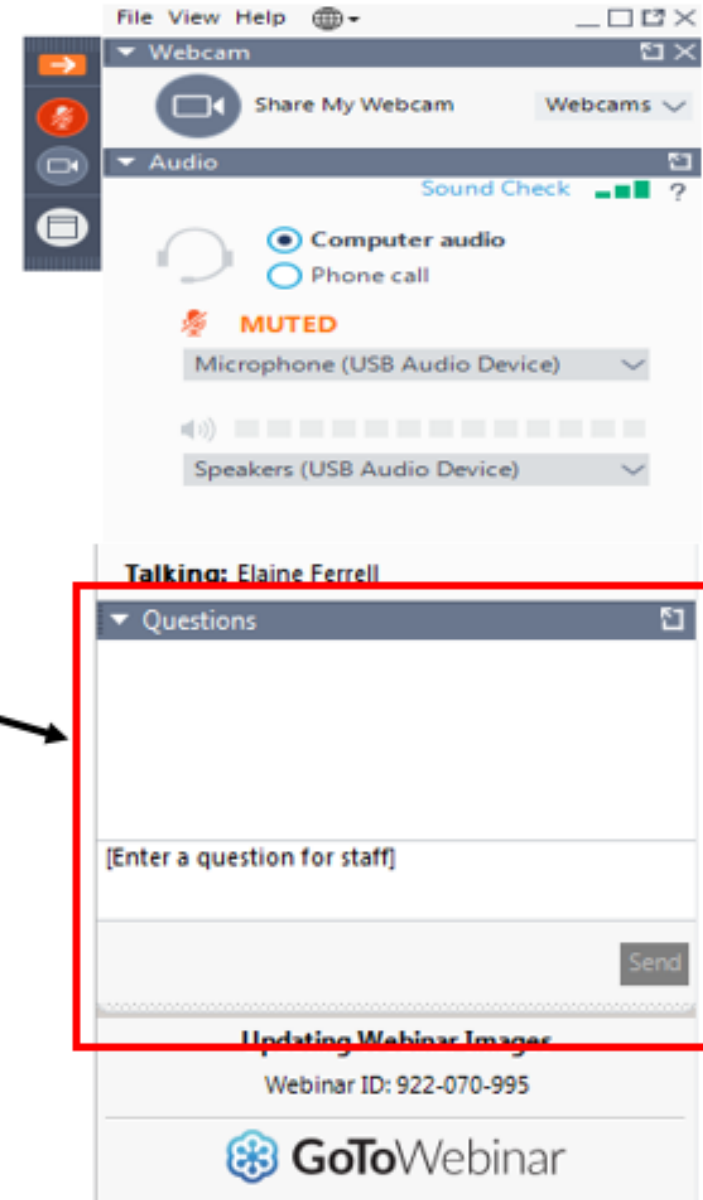 File View Help
Webcam
Share My Webcam Webcams
Audio
Sound Check ?
Computer audio
Phone call
MUTED
Microphone (USB Audio Device)
Speakers (USB Audio Device)
Talking: Elaine Ferrell
Questions
[Enter a question for staff]
Send
Updating Webinar Images
Webinar ID: 922-070-995
GoToWebinar